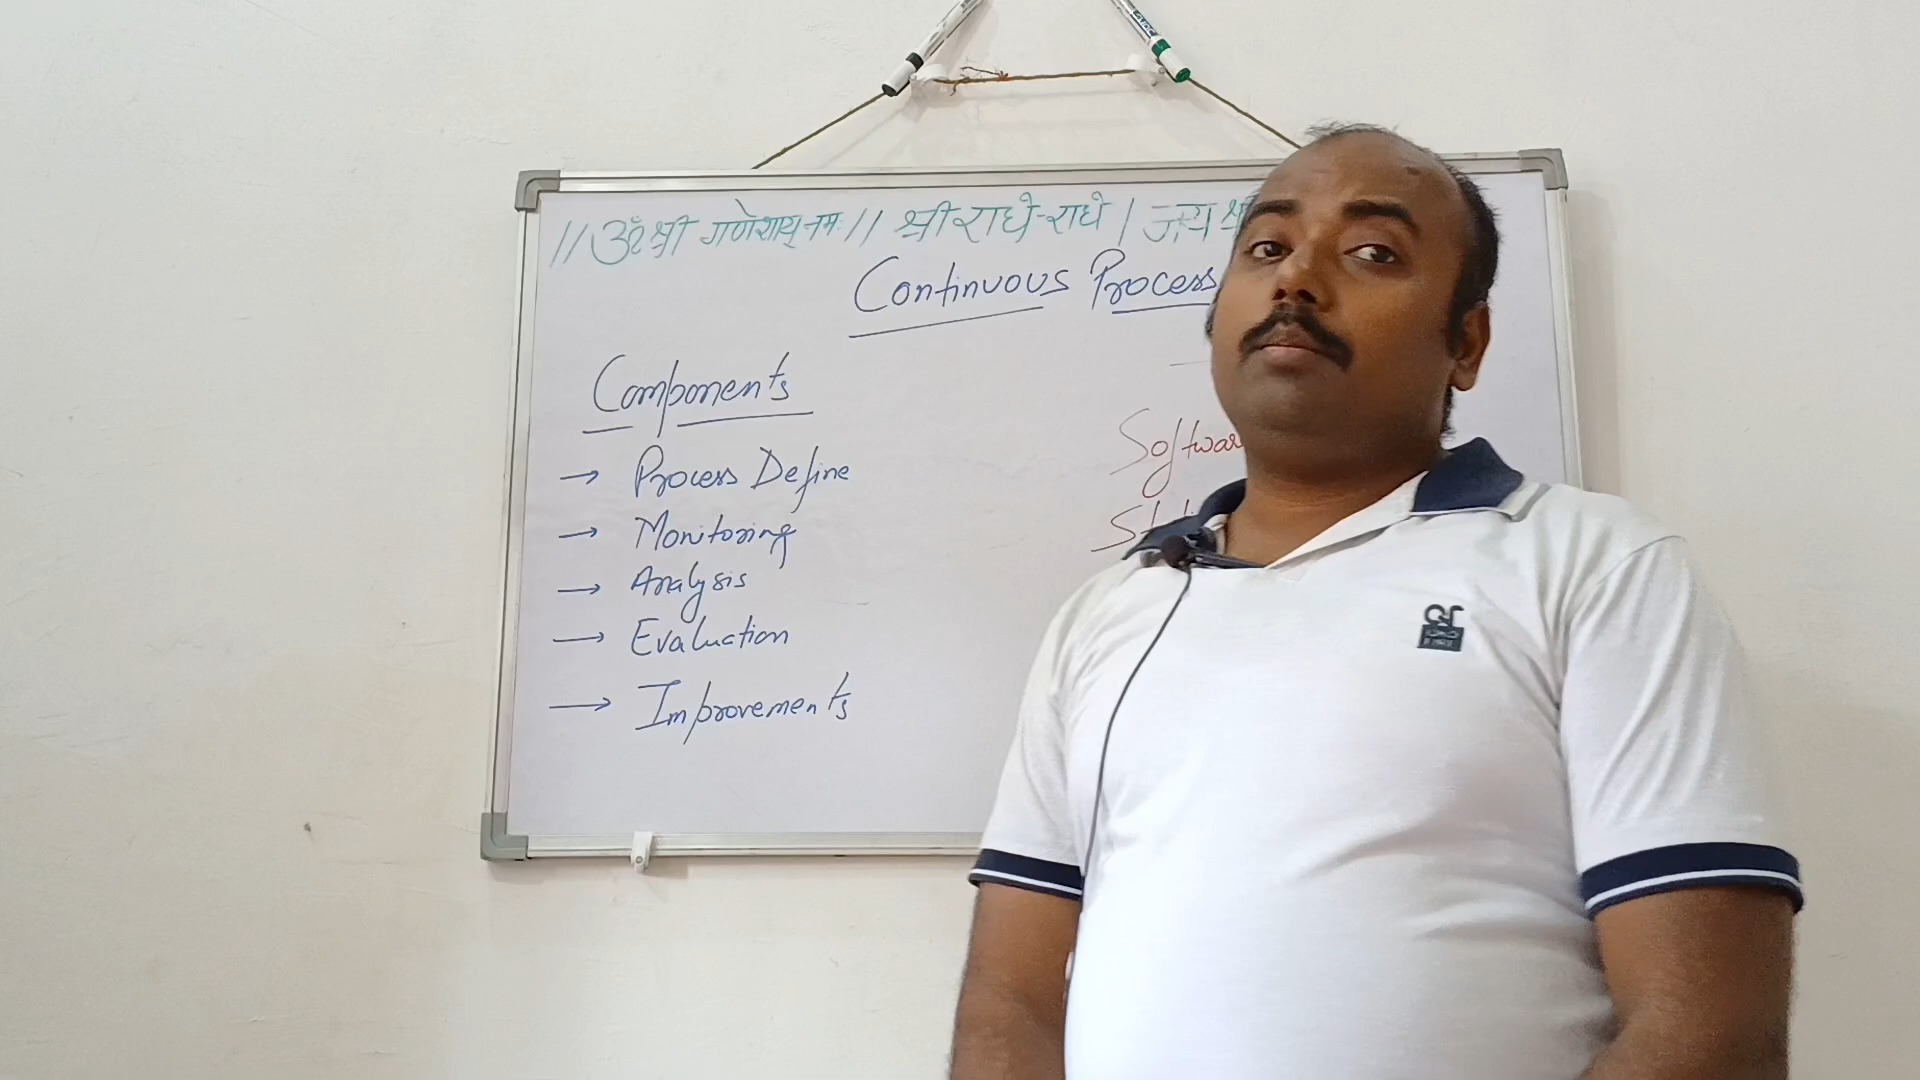 //ॐ श्री गणेशाय नमः// श्री राधे-राधे | जय
Continuous Process
Components
→ Process Define
→ Monitoring
→ Analysis
→ Evaluation
→ Improvements